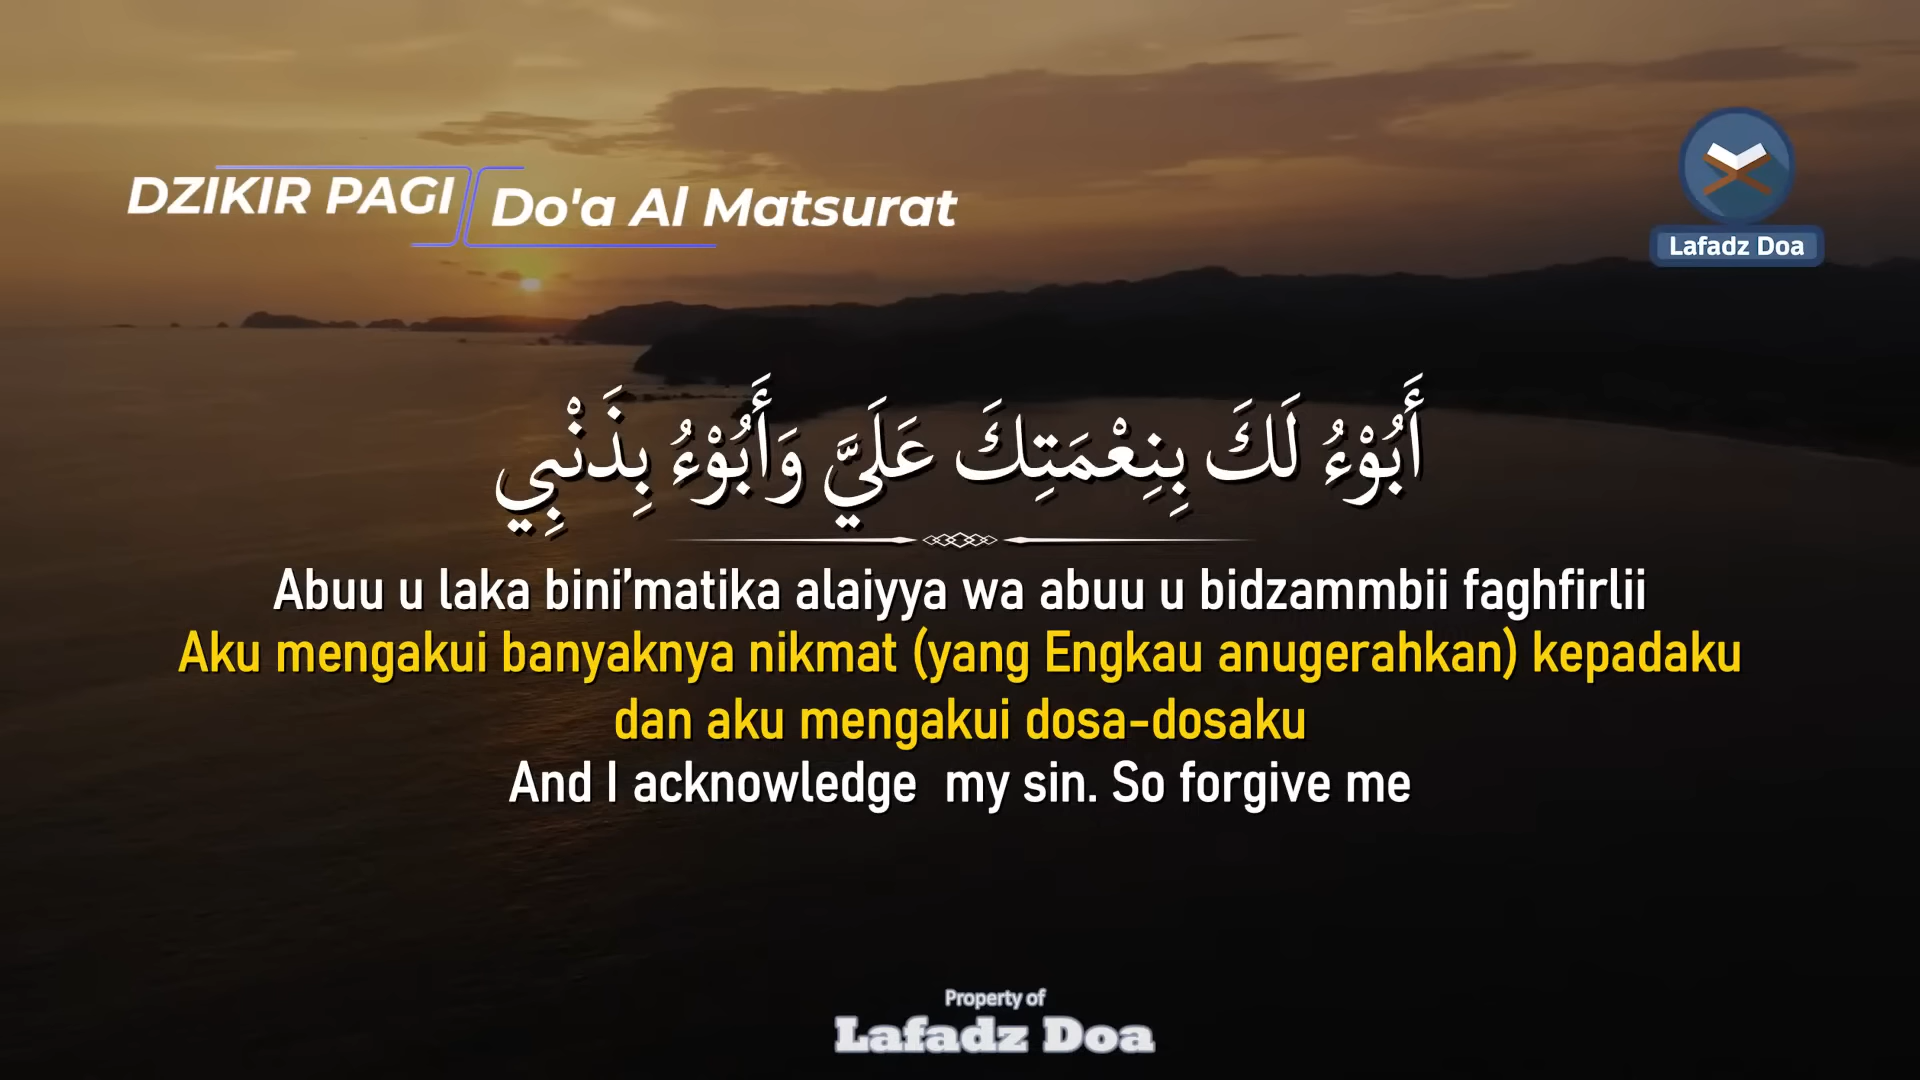 DZIKIR PAGI
Do'a Al Matsurat
Lafadz Doa
أَبُوْءُ لَكَ بِنِعْمَتِكَ عَلَيَّ وَأَبُوْءُ بِذَنْبِي
Abuu u laka bini’matika alaiyya wa abuu u bidzammbii faghfirlii
Aku mengakui banyaknya nikmat (yang Engkau anugerahkan) kepadaku
dan aku mengakui dosa-dosaku
And I acknowledge  my sin. So forgive me
Property of
Lafadz Doa